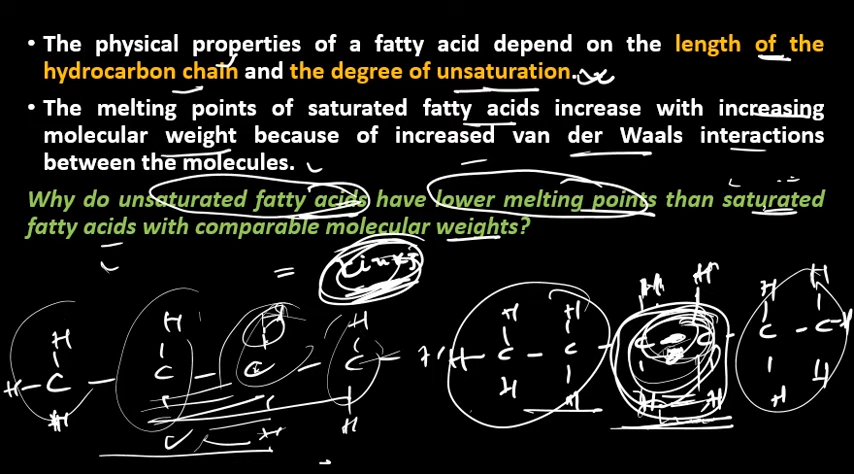 • The physical properties of a fatty acid depend on the length of the
hydrocarbon chain and the degree of unsaturation.
• The melting points of saturated fatty acids increase with increasing
molecular weight because of increased van der Waals interactions
between the molecules.
Why do unsaturated fatty acids have lower melting points than saturated
fatty acids with comparable molecular weights?
= kinks
H H H H H H H
H – C – C – C – C – H – C – C – C = C – C – C – H
H H H H H H H H